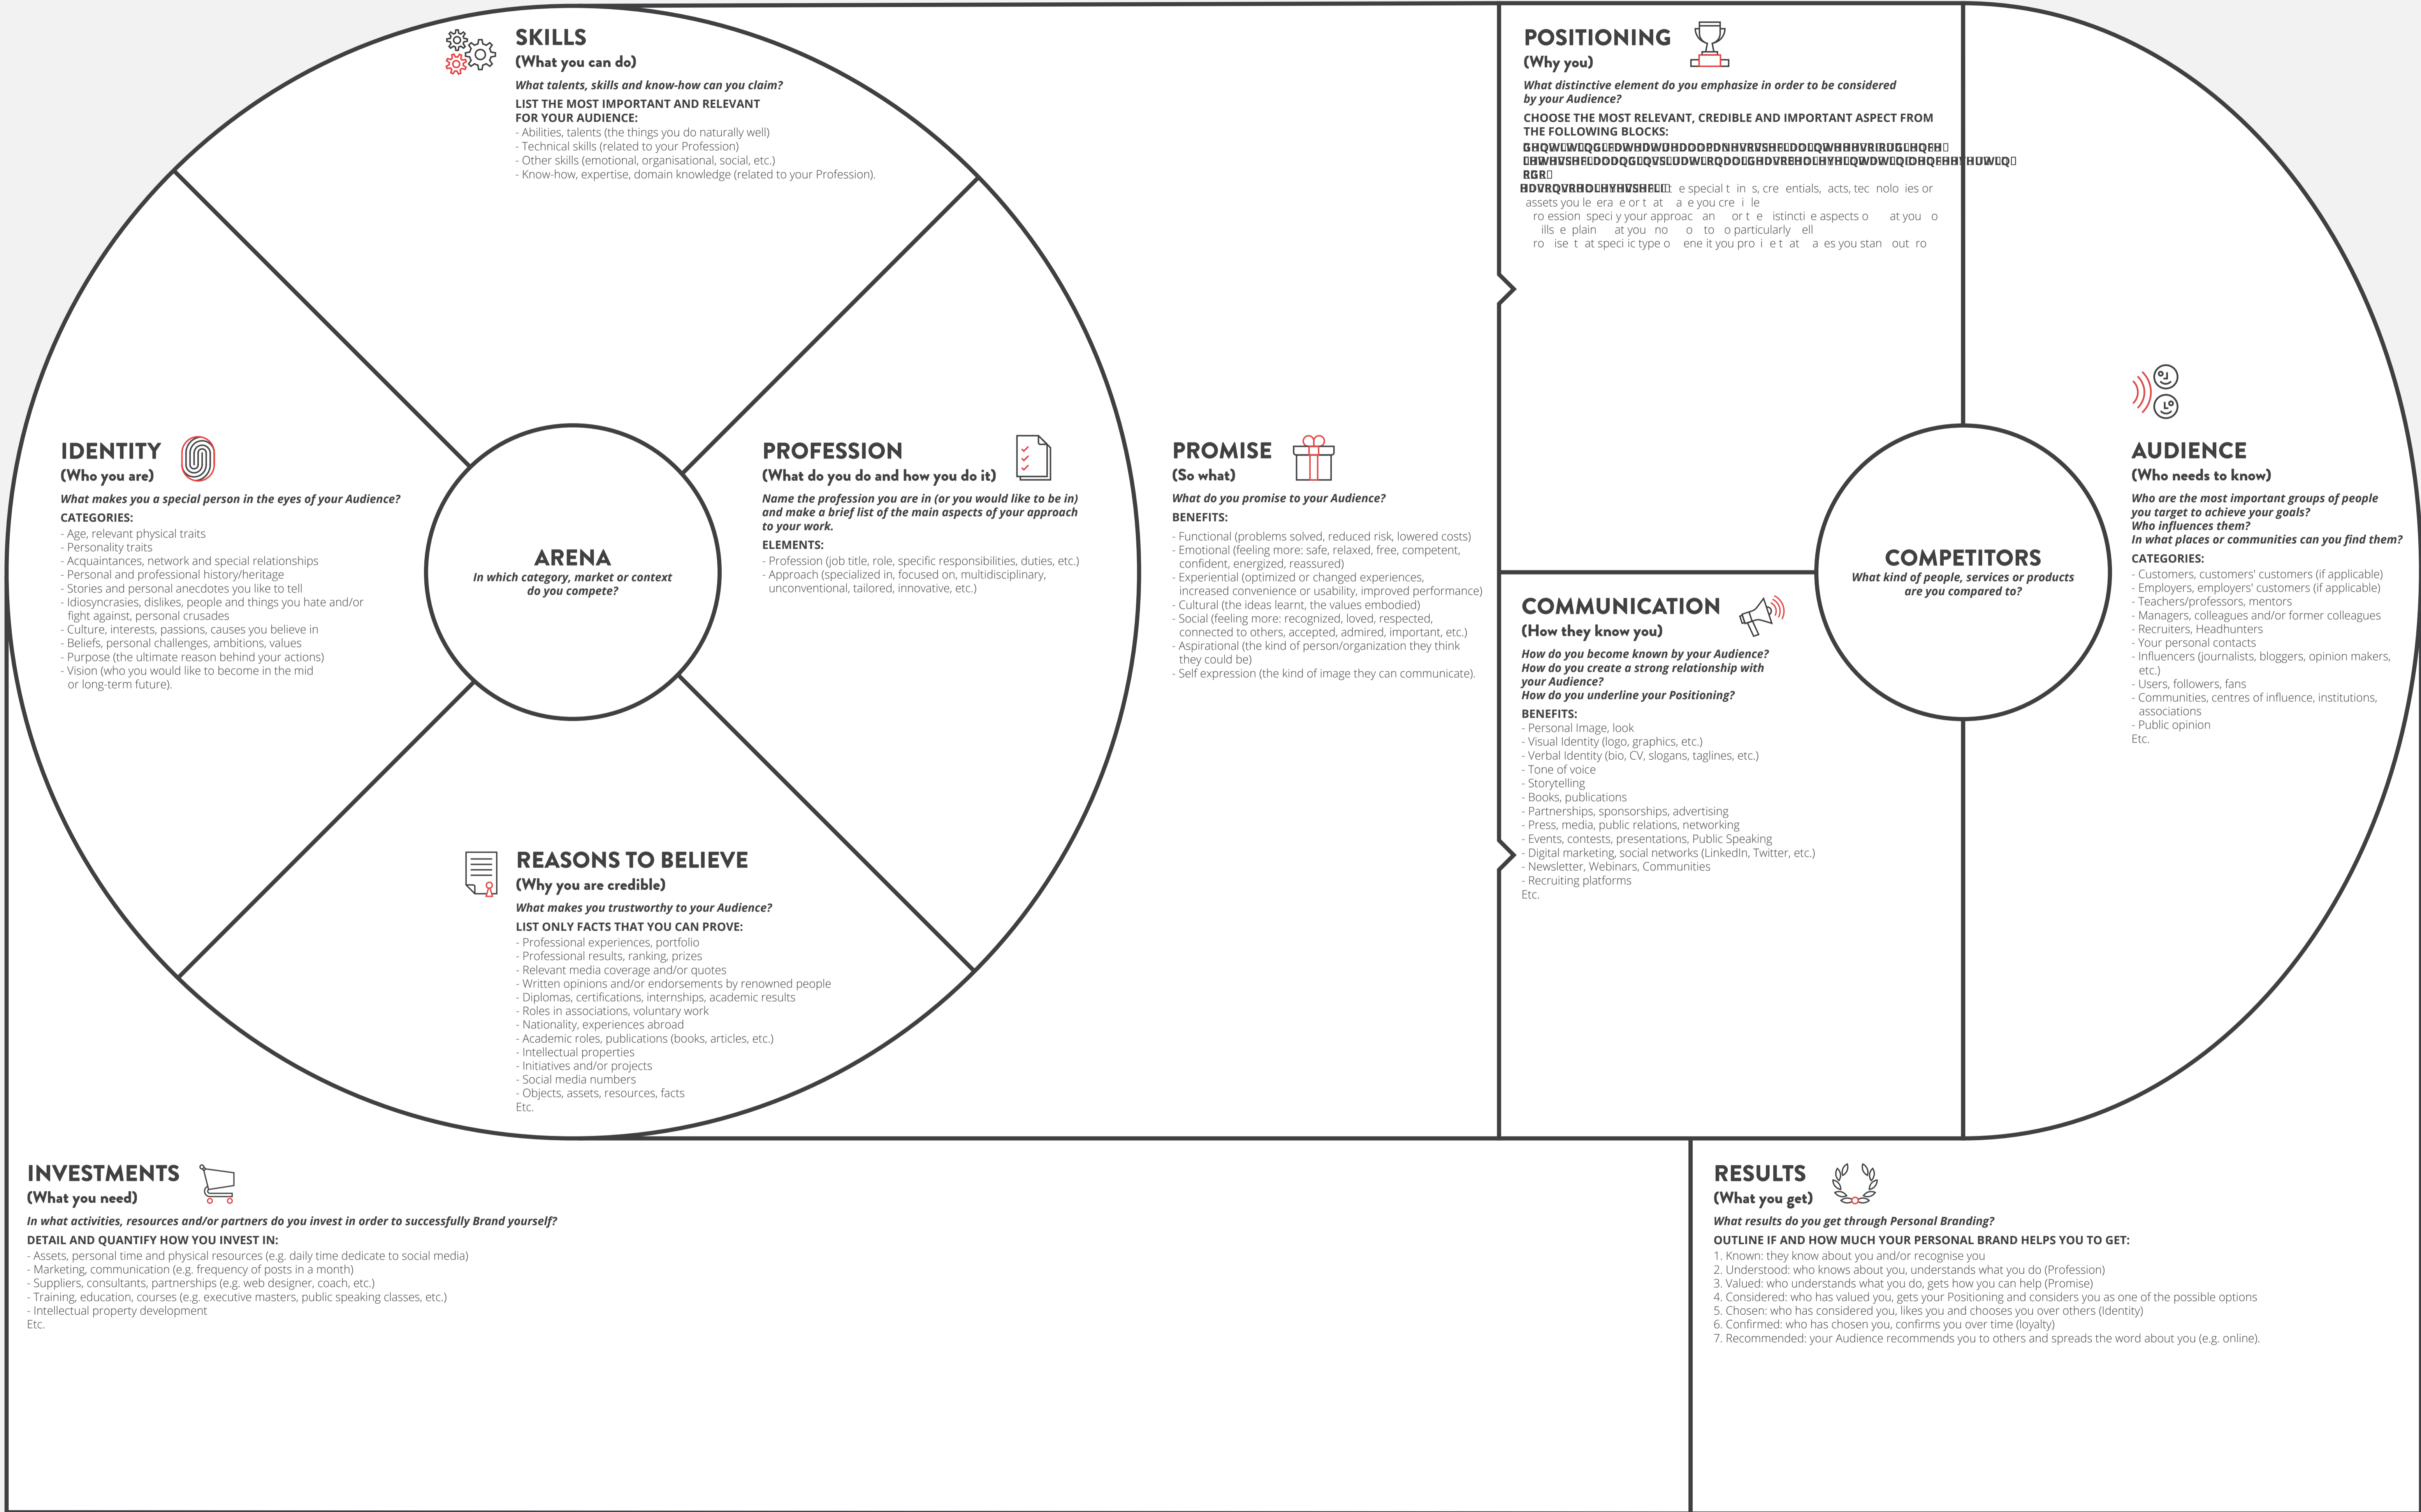 SKILLS
(What you can do)
What talents, skills and know-how can you claim?
LIST THE MOST IMPORTANT AND RELEVANT
FOR YOUR AUDIENCE:
- Abilities, talents (the things you do naturally well)
- Technical skills (related to your Profession)
- Other skills (emotional, organisational, social, etc.)
- Know-how, expertise, domain knowledge (related to your Profession).
POSITIONING
(Why you)
What distinctive element do you emphasize in order to be considered
by your Audience?
CHOOSE THE MOST RELEVANT, CREDIBLE AND IMPORTANT ASPECT FROM
THE FOLLOWING BLOCKS:
e special
assets you
you
at you
you
particularly
type
you
you
out
IDENTITY
(Who you are)
What makes you a special person in the eyes of your Audience?
CATEGORIES:
- Age, relevant physical traits
- Personality traits
- Acquaintances, network and special relationships
- Personal and professional history/heritage
- Stories and personal anecdotes you like to tell
- Idiosyncrasies, dislikes, people and things you hate and/or
fight against, personal crusades
- Culture, interests, passions, causes you believe in
- Beliefs, personal challenges, ambitions, values
- Purpose (the ultimate reason behind your actions)
- Vision (who you would like to become in the mid
or long-term future).
ARENA
In which category, market or context
do you compete?
PROFESSION
(What do you do and how you do it)
Name the profession you are in (or you would like to be in)
and make a brief list of the main aspects of your approach
to your work.
ELEMENTS:
- Profession (job title, role, specific responsibilities, duties, etc.)
- Approach (specialized in, focused on, multidisciplinary,
unconventional, tailored, innovative, etc.)
PROMISE
(So what)
What do you promise to your Audience?
BENEFITS:
- Functional (problems solved, reduced risk, lowered costs)
- Emotional (feeling more: safe, relaxed, free, competent,
confident, energized, reassured)
- Experiential (optimized or changed experiences,
increased convenience or usability, improved performance)
- Cultural (the ideas learnt, the values embodied)
- Social (feeling more: recognized, loved, respected,
connected to others, accepted, admired, important, etc.)
- Aspirational (the kind of person/organization they think
they could be)
- Self expression (the kind of image they can communicate).
COMMUNICATION
(How they know you)
How do you become known by your Audience?
How do you create a strong relationship with
your Audience?
How do you underline your Positioning?
BENEFITS:
- Personal Image, look
- Visual Identity (logo, graphics, etc.)
- Verbal Identity (bio, CV, slogans, taglines, etc.)
- Tone of voice
- Storytelling
- Books, publications
- Partnerships, sponsorships, advertising
- Press, media, public relations, networking
- Events, contests, presentations, Public Speaking
- Digital marketing, social networks (LinkedIn, Twitter, etc.)
- Newsletter, Webinars, Communities
- Recruiting platforms
Etc.
COMPETITORS
What kind of people, services or products
are you compared to?
AUDIENCE
(Who needs to know)
Who are the most important groups of people
you target to achieve your goals?
Who influences them?
In what places or communities can you find them?
CATEGORIES:
- Customers, customers' customers (if applicable)
- Employers, employers' customers (if applicable)
- Teachers/professors, mentors
- Managers, colleagues and/or former colleagues
- Recruiters, Headhunters
- Your personal contacts
- Influencers (journalists, bloggers, opinion makers,
etc.)
- Users, followers, fans
- Communities, centres of influence, institutions,
associations
- Public opinion
Etc.
REASONS TO BELIEVE
(Why you are credible)
What makes you trustworthy to your Audience?
LIST ONLY FACTS THAT YOU CAN PROVE:
- Professional experiences, portfolio
- Professional results, ranking, prizes
- Relevant media coverage and/or quotes
- Written opinions and/or endorsements by renowned people
- Diplomas, certifications, internships, academic results
- Roles in associations, voluntary work
- Nationality, experiences abroad
- Academic roles, publications (books, articles, etc.)
- Intellectual properties
- Initiatives and/or projects
- Social media numbers
- Objects, assets, resources, facts
Etc.
INVESTMENTS
(What you need)
In what activities, resources and/or partners do you invest in order to successfully Brand yourself?
DETAIL AND QUANTIFY HOW YOU INVEST IN:
- Assets, personal time and physical resources (e.g. daily time dedicate to social media)
- Marketing, communication (e.g. frequency of posts in a month)
- Suppliers, consultants, partnerships (e.g. web designer, coach, etc.)
- Training, education, courses (e.g. executive masters, public speaking classes, etc.)
- Intellectual property development
Etc.
RESULTS
(What you get)
What results do you get through Personal Branding?
OUTLINE IF AND HOW MUCH YOUR PERSONAL BRAND HELPS YOU TO GET:
1. Known: they know about you and/or recognise you
2. Understood: who knows about you, understands what you do (Profession)
3. Valued: who understands what you do, gets how you can help (Promise)
4. Considered: who has valued you, gets your Positioning and considers you as one of the possible options
5. Chosen: who has considered you, likes you and chooses you over others (Identity)
6. Confirmed: who has chosen you, confirms you over time (loyalty)
7. Recommended: your Audience recommends you to others and spreads the word about you (e.g. online).